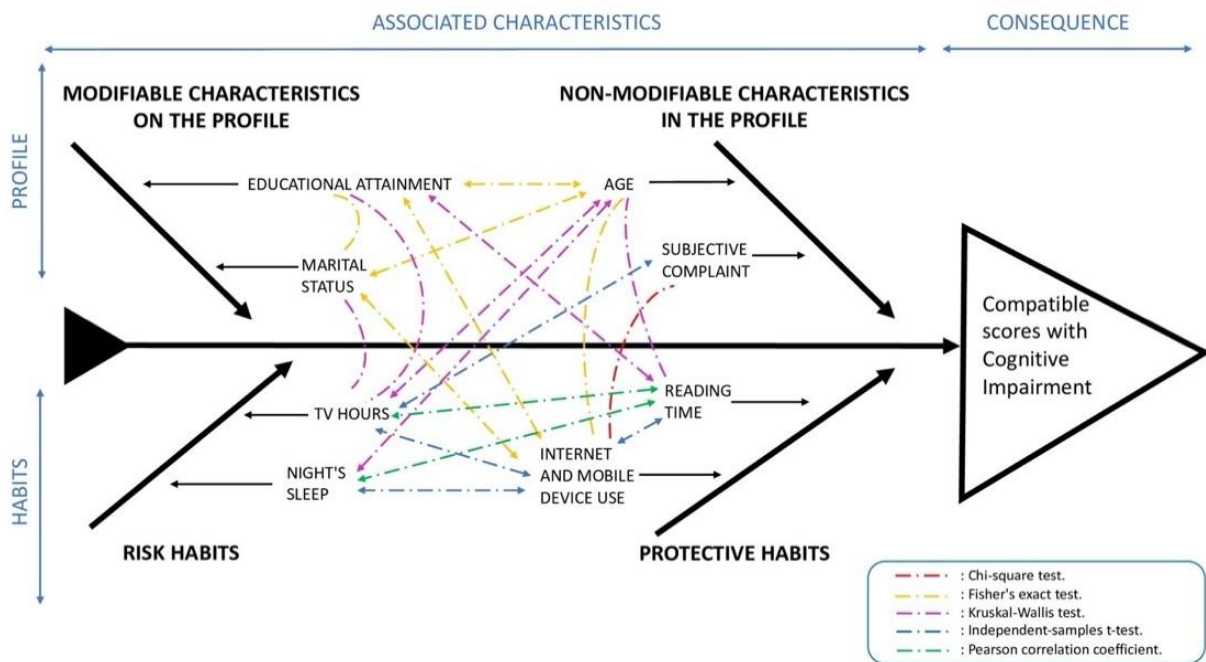 ASSOCIATED CHARACTERISTICS
CONSEQUENCE
PROFILE
MODIFIABLE CHARACTERISTICS
ON THE PROFILE
NON-MODIFIABLE CHARACTERISTICS
IN THE PROFILE
EDUCATIONAL ATTAINMENT
AGE
MARITAL
STATUS
SUBJECTIVE
COMPLAINT
Compatible
scores with
Cognitive
Impairment
HABITS
TV HOURS
READING
TIME
NIGHT'S
SLEEP
INTERNET
AND MOBILE
DEVICE USE
RISK HABITS
PROTECTIVE HABITS
: Chi-square test.
: Fisher's exact test.
: Kruskal-Wallis test.
: Independent-samples t-test.
: Pearson correlation coefficient.